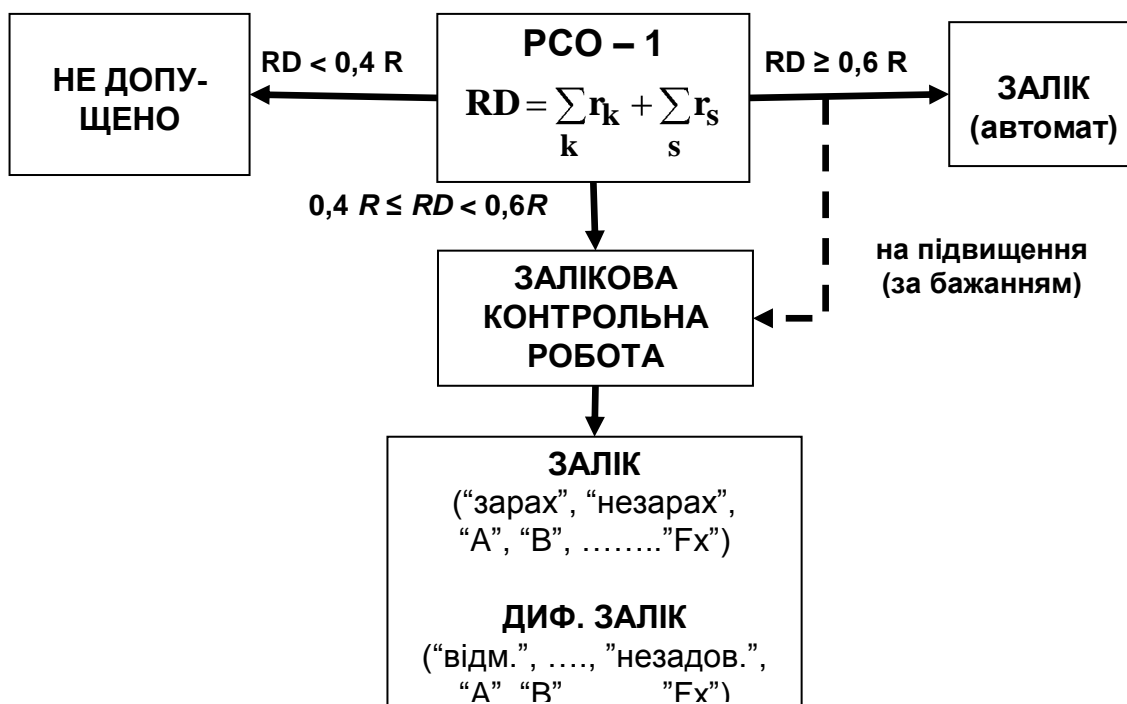 НЕ ДОПУ-
ЩЕНО
RD < 0,4 R
РСО – 1
RD = ∑ r_k + ∑ r_s
k s
RD ≥ 0,6 R
ЗАЛІК
(автомат)
0,4 R ≤ RD < 0,6R
на підвищення
(за бажанням)
ЗАЛІКОВА
КОНТРОЛЬНА
РОБОТА
ЗАЛІК
(“зарах”, “незарах”,
“A”, “B”, ……..”Fx”)
ДИФ. ЗАЛІК
(“відм.”, …., ”незадов.”,
“A”, “B”, ……..”Fx”)